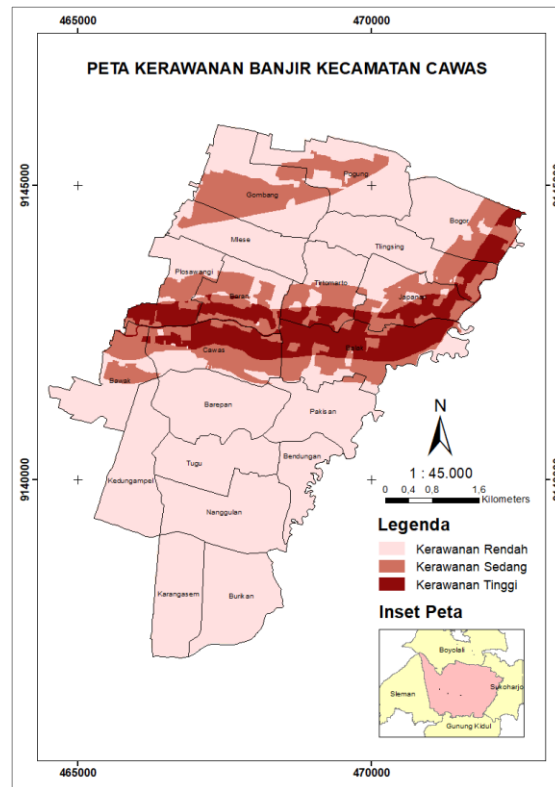 465000
470000
PETA KERAWANAN BANJIR KECAMATAN CAWAS
9145000
Pogung
Gombang
Bogor
Mlese
Tlingsing
Plosawangi
Tirtomarto
Baran
Japanan
Cawas
Bawak
Barepan
Pakisan
N
Tugu
Bendungan
1 : 45.000
9140000
Kedungampel
0 0,4 0,8 1,6
Kilometers
Nanggulan
Legenda
Kerawanan Rendah
Kerawanan Sedang
Kerawanan Tinggi
Karangasem
Burikan
Inset Peta
Boyolali
Sleman
Sukoharjo
Gunung Kidul
465000
470000